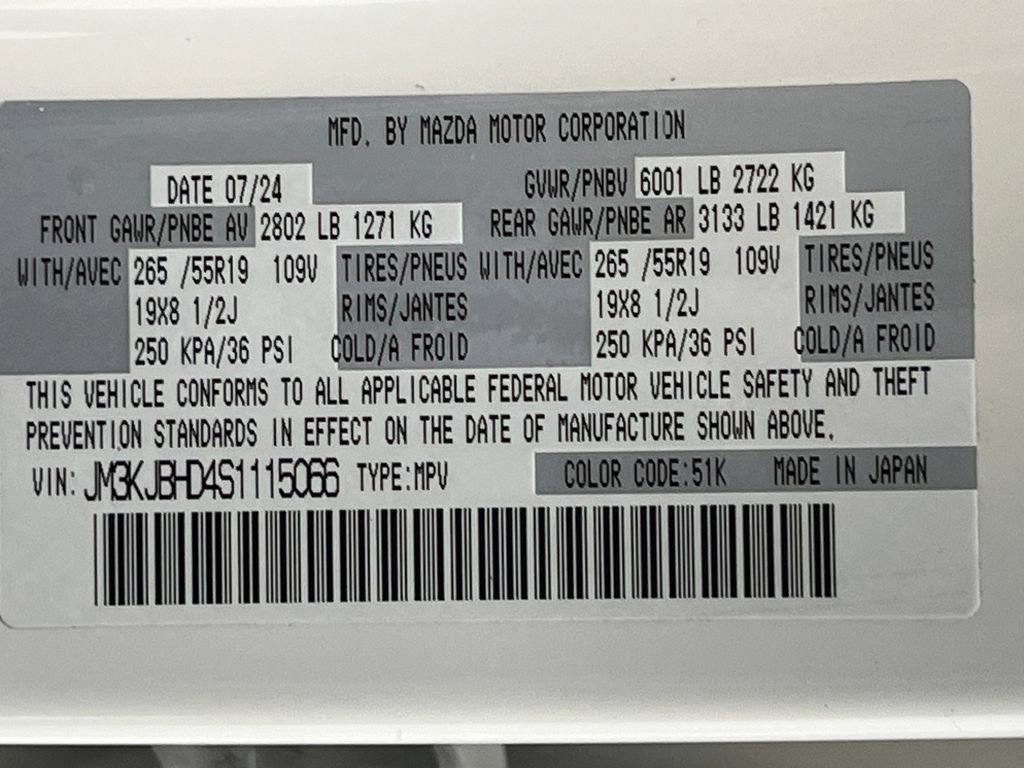 MFD. BY MAZDA MOTOR CORPORATION
DATE 07/24 GVWR/PNBV 6001 LB 2722 KG
FRONT GAWR/PNBE AV 2802 LB 1271 KG REAR GAWR/PNBE AR 3133 LB 1421 KG
WITH/AVEC 265 /55R19 109V TIRES/PNEUS WITH/AVEC 265 /55R19 109V TIRES/PNEUS
19X8 1/2J RIMS/JANTES 19X8 1/2J RIMS/JANTES
250 KPA/36 PSI COLD/A FROID 250 KPA/36 PSI COLD/A FROID
THIS VEHICLE CONFORMS TO ALL APPLICABLE FEDERAL MOTOR VEHICLE SAFETY AND THEFT
PREVENTION STANDARDS IN EFFECT ON THE DATE OF MANUFACTURE SHOWN ABOVE.
VIN: JM3KJBHD4S1115066 TYPE:MPV COLOR CODE:51K MADE IN JAPAN